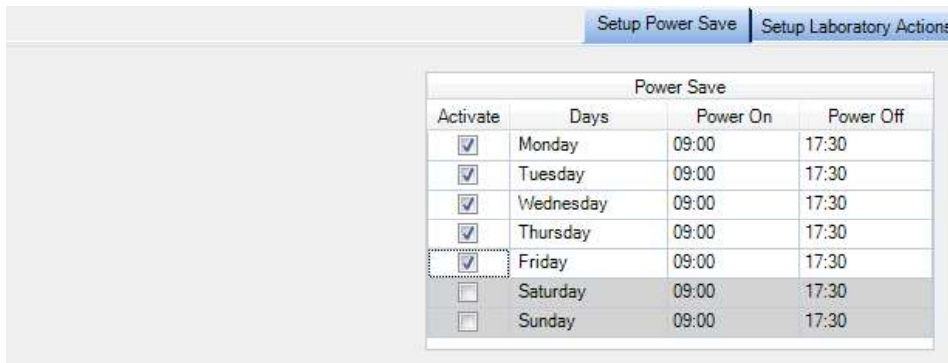 Setup Power Save Setup Laboratory Actions
Power Save
Activate Days Power On Power Off
Monday 09:00 17:30
Tuesday 09:00 17:30
Wednesday 09:00 17:30
Thursday 09:00 17:30
Friday 09:00 17:30
Saturday 09:00 17:30
Sunday 09:00 17:30